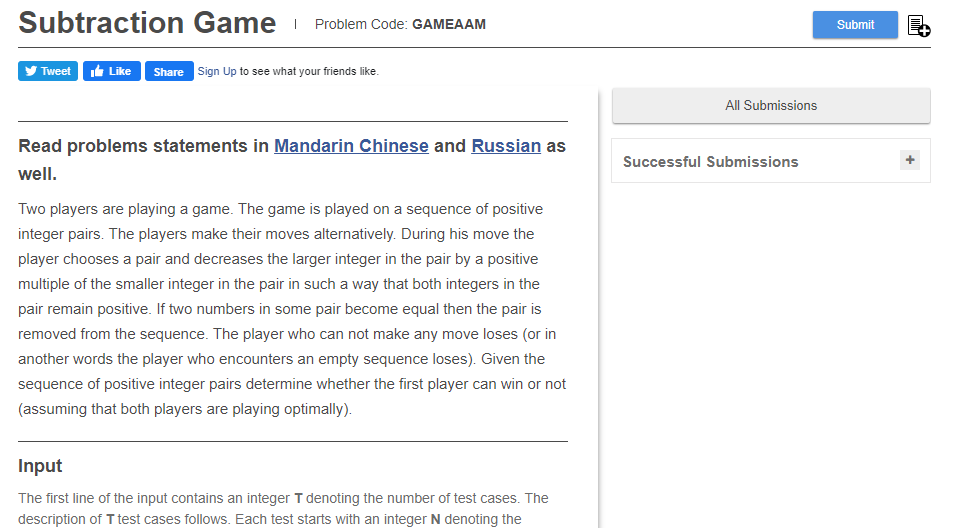 Subtraction Game | Problem Code: GAMEAAM Submit
Tweet Like Share Sign Up to see what your friends like.
All Submissions
Successful Submissions +
Read problems statements in Mandarin Chinese and Russian as
well.
Two players are playing a game. The game is played on a sequence of positive
integer pairs. The players make their moves alternatively. During his move the
player chooses a pair and decreases the larger integer in the pair by a positive
multiple of the smaller integer in the pair in such a way that both integers in the
pair remain positive. If two numbers in some pair become equal then the pair is
removed from the sequence. The player who can not make any move loses (or in
another words the player who encounters an empty sequence loses). Given the
sequence of positive integer pairs determine whether the first player can win or not
(assuming that both players are playing optimally).
Input
The first line of the input contains an integer T denoting the number of test cases. The
description of T test cases follows. Each test starts with an integer N denoting the